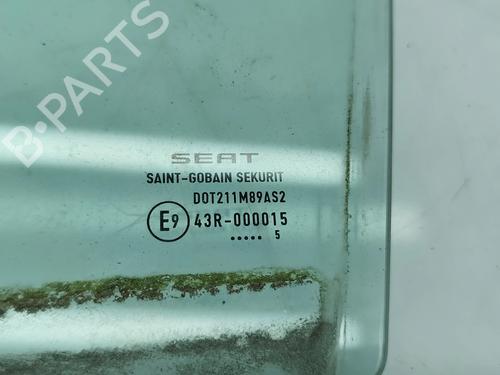 B-PARTS
SEAT
SAINT-GOBAIN SEKURIT
DOT211M89AS2
E9 43R-000015
..... 5